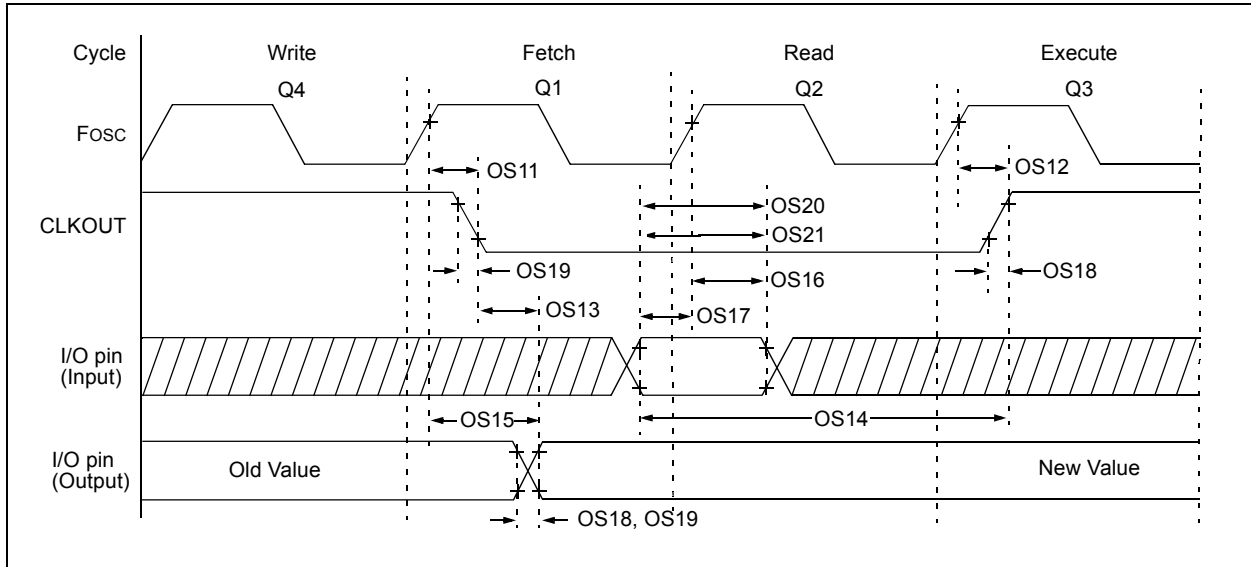 Cycle Write Fetch Read Execute
Q4 Q1 Q2 Q3
FOSC
OS11 OS12
OS20
CLKOUT
OS21
OS19 OS16 OS18
OS13 OS17
I/O pin
(Input)
OS15 OS14
I/O pin
(Output)
Old Value New Value
OS18, OS19